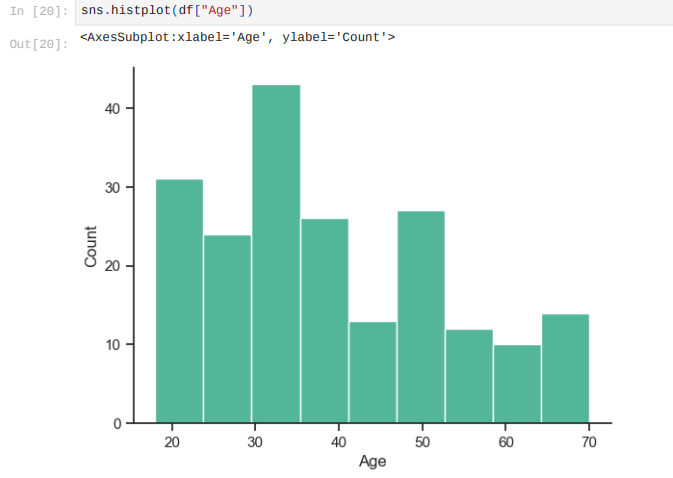 In [20]: sns.histplot(df["Age"])
Out[20]: <AxesSubplot:xlabel='Age', ylabel='Count'>
40
30
20
10
0
Count
20 30 40 50 60 70
Age